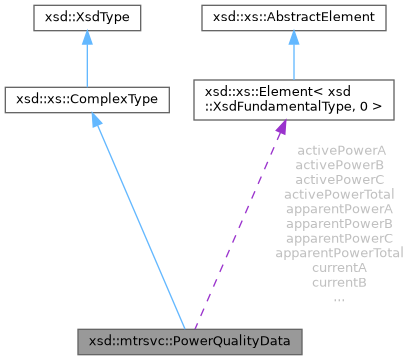 xsd::XsdType
xsd::xs::AbstractElement
xsd::xs::ComplexType
xsd::xs::Element< xsd
::XsdFundamentalType, 0 >
activePowerA
activePowerB
activePowerC
activePowerTotal
apparentPowerA
apparentPowerB
apparentPowerC
apparentPowerTotal
currentA
currentB
...
xsd::mtrsvc::PowerQualityData